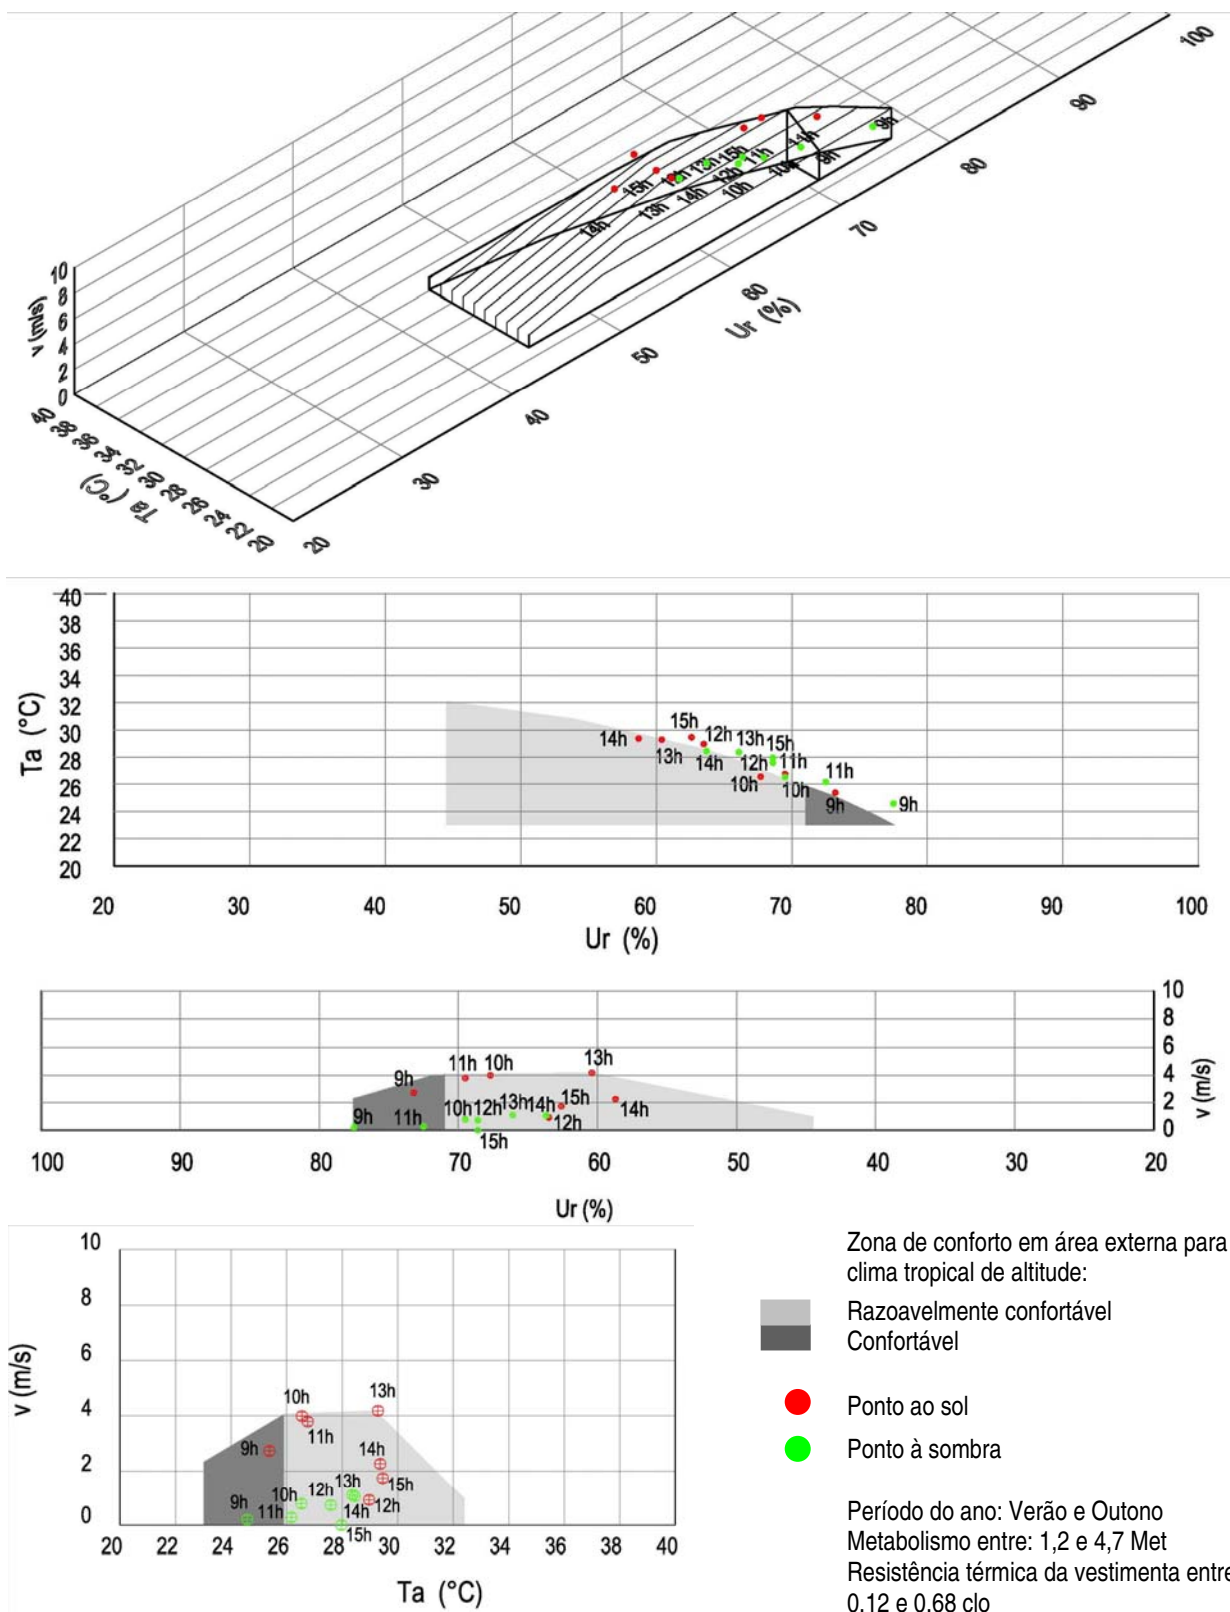 100
90
80
70
60
Ur (%)
50
40
30
20
10
8
6
4
2
0
v (m/s)
40
38
36
34
32
30
28
26
24
22
20
Ta (°C)
9h
11h
9h
10h
15h
11h
13h
12h
10h
14h
15h
13h
14h
40
38
36
34
32
30
28
26
24
22
20
Ta (°C)
15h
14h
12h
13h
15h
13h
14h
12h
11h
10h
10h
11h
9h
9h
20 30 40 50 60 70 80 90 100
Ur (%)
10
8
6
4
2
0
v (m/s)
11h 10h
13h
9h
9h
11h
10h 12h 13h 14h 15h
14h
12h
15h
100 90 80 70 60 50 40 30 20
Ur (%)
10
8
6
4
2
0
v (m/s)
10h
13h
11h
9h
14h
15h
13h
12h
10h
9h
11h
14h
12h
15h
20 22 24 26 28 30 32 34 36 38 40
Ta (°C)
Zona de conforto em área externa para
clima tropical de altitude:
Razoavelmente confortável
Confortável
Ponto ao sol
Ponto à sombra
Período do ano: Verão e Outono
Metabolismo entre: 1,2 e 4,7 Met
Resistência térmica da vestimenta entre
0,12 e 0,68 clo